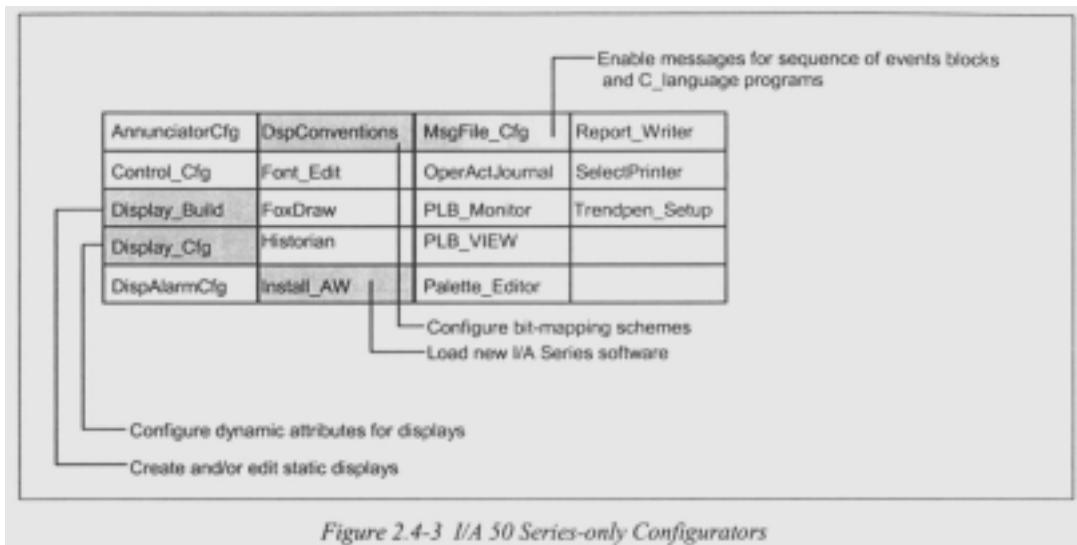 Enable messages for sequence of events blocks
and C_language programs
AnnunciatorCfg DspConventions MsgFile_Cfg Report_Writer
Control_Cfg Font_Edit OperActJournal SelectPrinter
Display_Build FoxDraw PLB_Monitor Trendpen_Setup
Display_Cfg Historian PLB_VIEW
DispAlarmCfg Install_AW Palette_Editor
Configure bit-mapping schemes
Load new I/A Series software
Configure dynamic attributes for displays
Create and/or edit static displays
Figure 2.4-3 I/A 50 Series-only Configurators